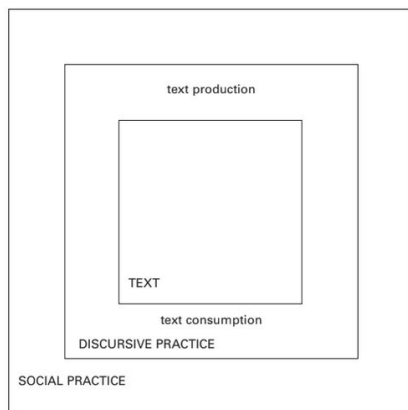 text production
TEXT
text consumption
DISCURSIVE PRACTICE
SOCIAL PRACTICE